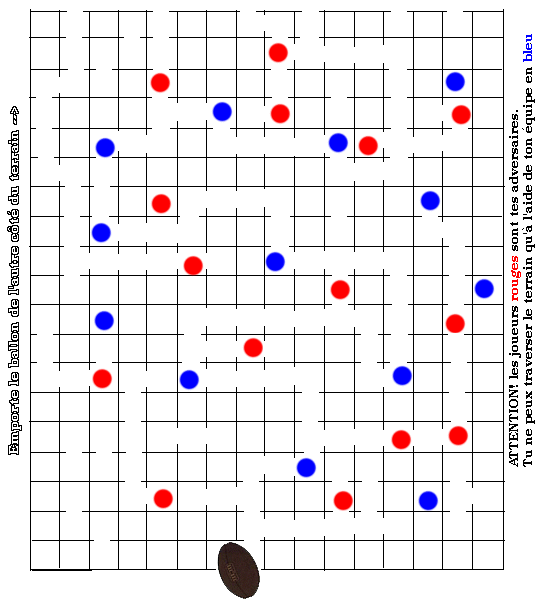 Emporte le ballon de l'autre côté du terrain -->
ATTENTION! les joueurs rouges sont tes adversaires.
Tu ne peux traverser le terrain qu'à l'aide de ton équipe en bleu